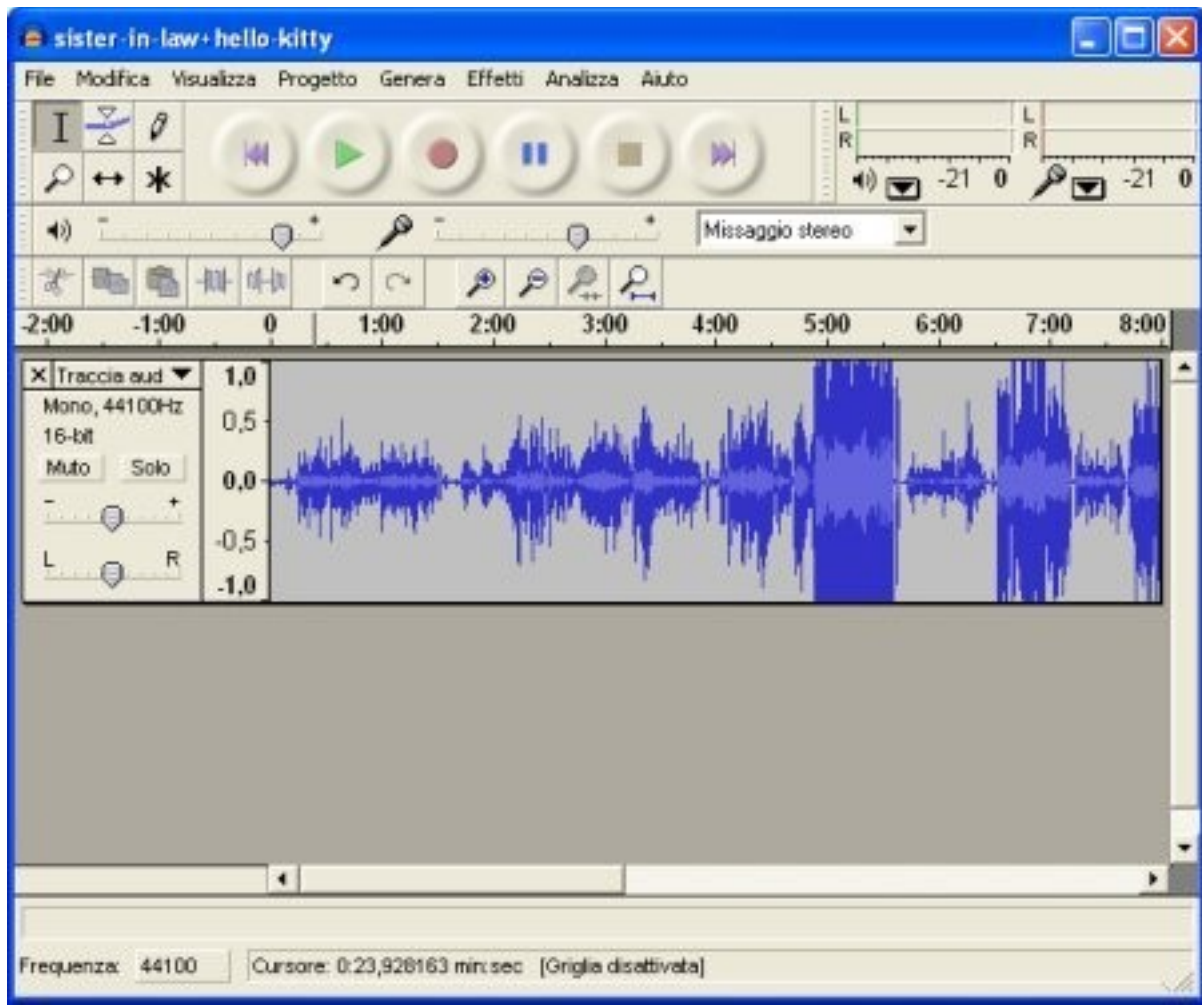 sister-in-law+hello-kitty
File Modifica Visualizza Progetto Genera Effetti Analizza Aiuto
L L
R R
-21 0 -21 0
- + - + Missaggio stereo
-2:00 -1:00 0 1:00 2:00 3:00 4:00 5:00 6:00 7:00 8:00
X Traccia aud 1,0
Mono, 44100Hz 0,5
16-bit
Muto Solo 0,0
- +
-0,5
L R
-1,0
Frequenza: 44100 Cursore: 0:23,928163 min:sec [Griglia disattivata]